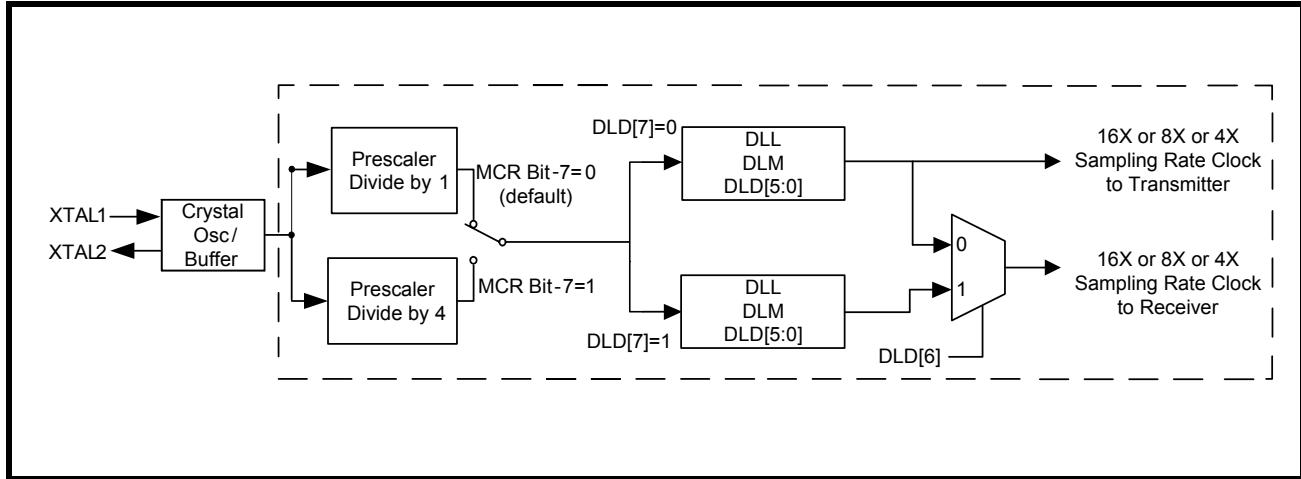 XTAL1
XTAL2
Crystal
Osc/
Buffer
Prescaler
Divide by 1
Prescaler
Divide by 4
MCR Bit-7=0
(default)
MCR Bit-7=1
DLD[7]=0
DLL
DLM
DLD[5:0]
DLD[7]=1
DLL
DLM
DLD[5:0]
0
1
DLD[6]
16X or 8X or 4X
Sampling Rate Clock
to Transmitter
16X or 8X or 4X
Sampling Rate Clock
to Receiver